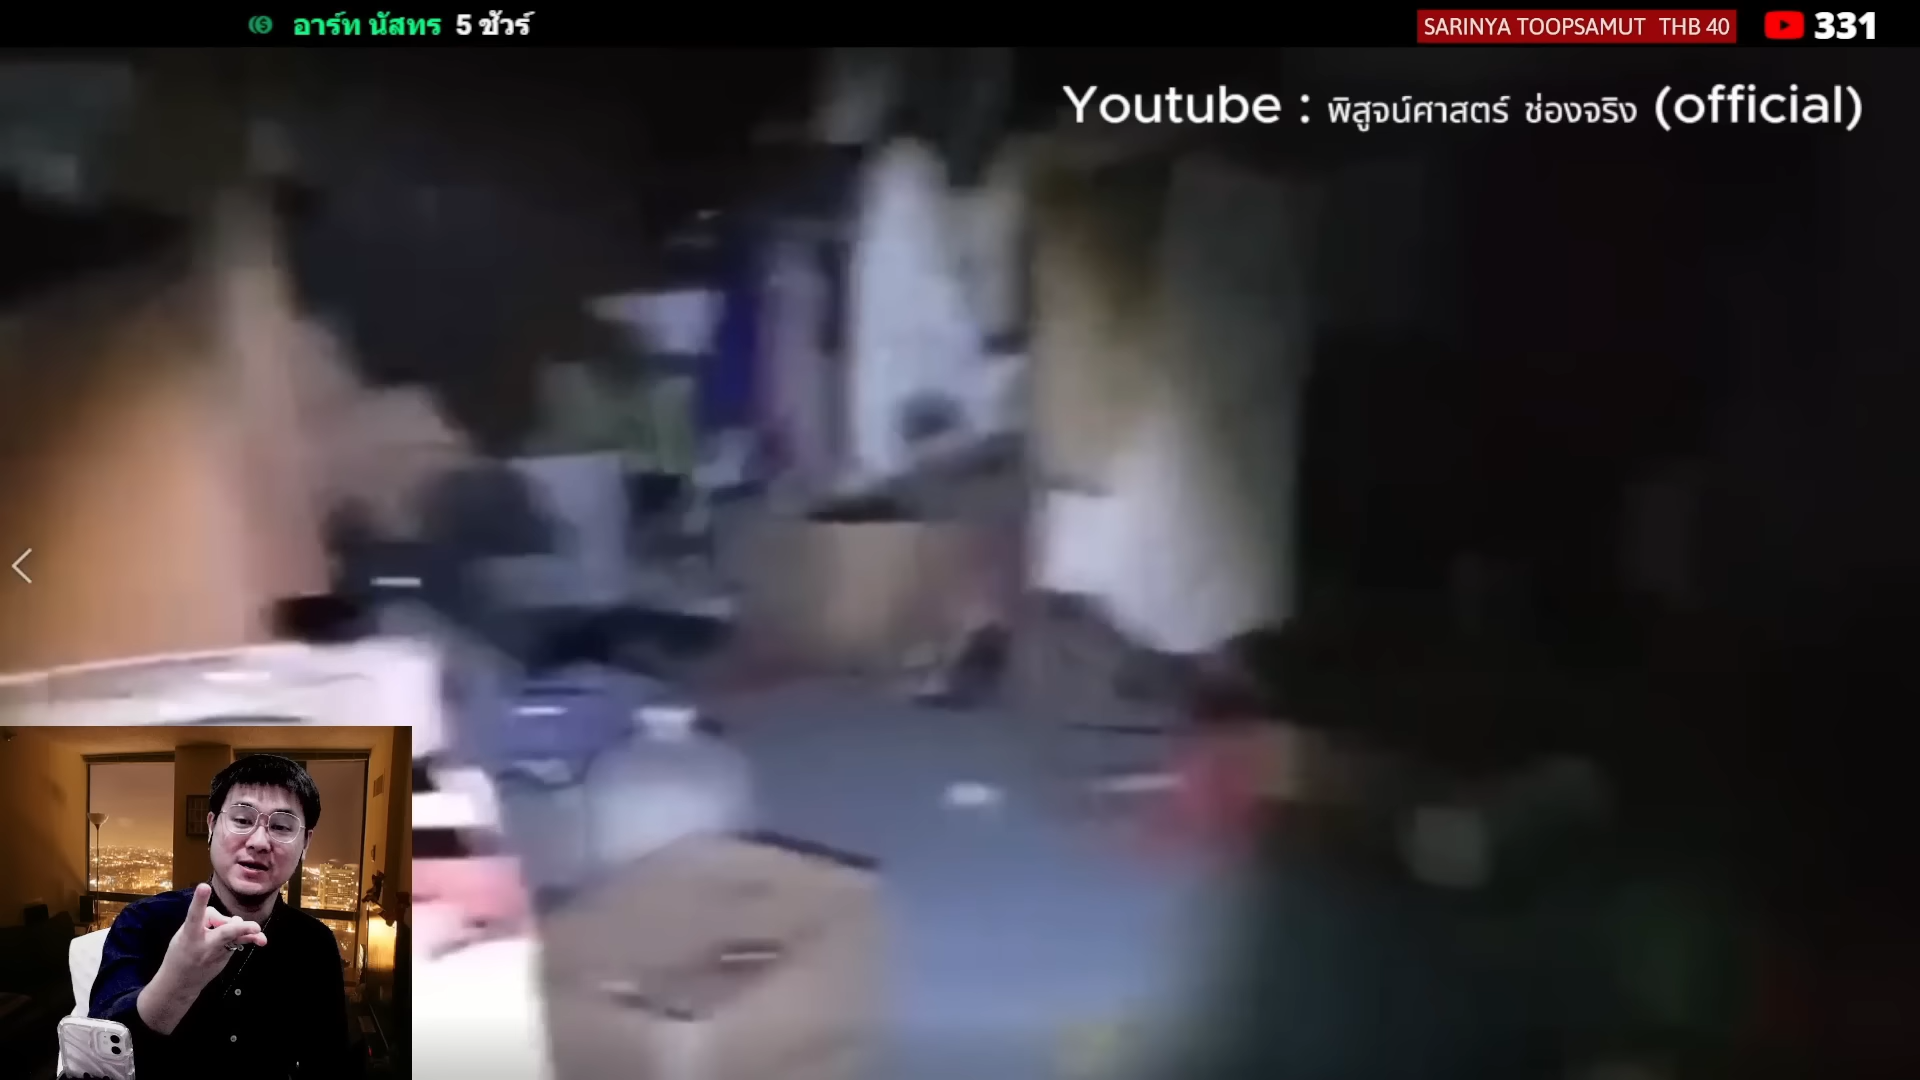 อาร์ท นัสทร 5 ชัวร์
SARINYA TOOPSAMUT THB 40
331
Youtube : พิสูจน์ศาสตร์ ช่องจริง (official)